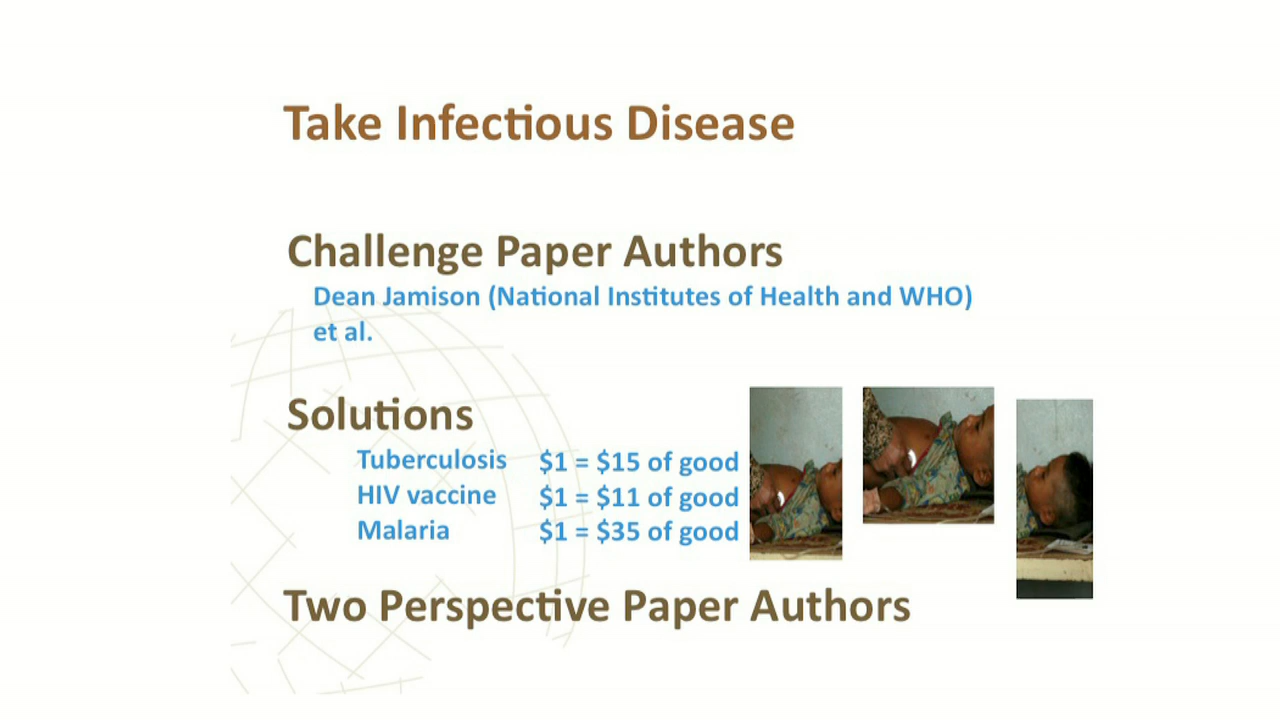 Take Infectious Disease
Challenge Paper Authors
Dean Jamison (National Institutes of Health and WHO)
et al.
Solutions
Tuberculosis $1 = $15 of good
HIV vaccine $1 = $11 of good
Malaria $1 = $35 of good
Two Perspective Paper Authors